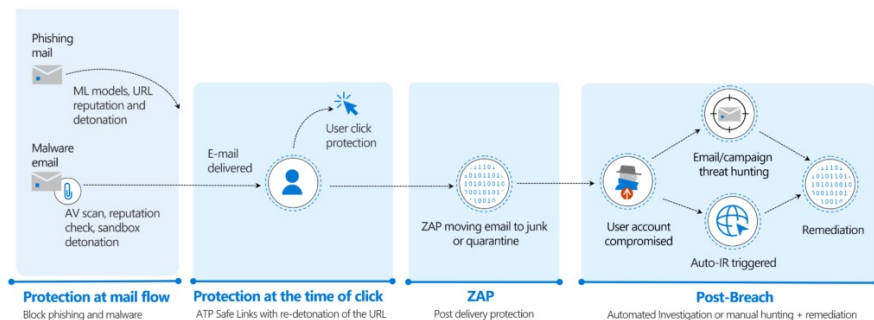 Phishing
mail
ML models, URL
reputation and
detonation
Malware
email
AV scan, reputation
check, sandbox
detonation
Protection at mail flow
Block phishing and malware
E-mail
delivered
User click
protection
Protection at the time of click
ATP Safe Links with re-detonation of the URL
ZAP moving email to junk
or quarantine
ZAP
Post delivery protection
User account
compromised
Email/campaign
threat hunting
Auto-IR triggered
Remediation
Post-Breach
Automated Investigation or manual hunting + remediation